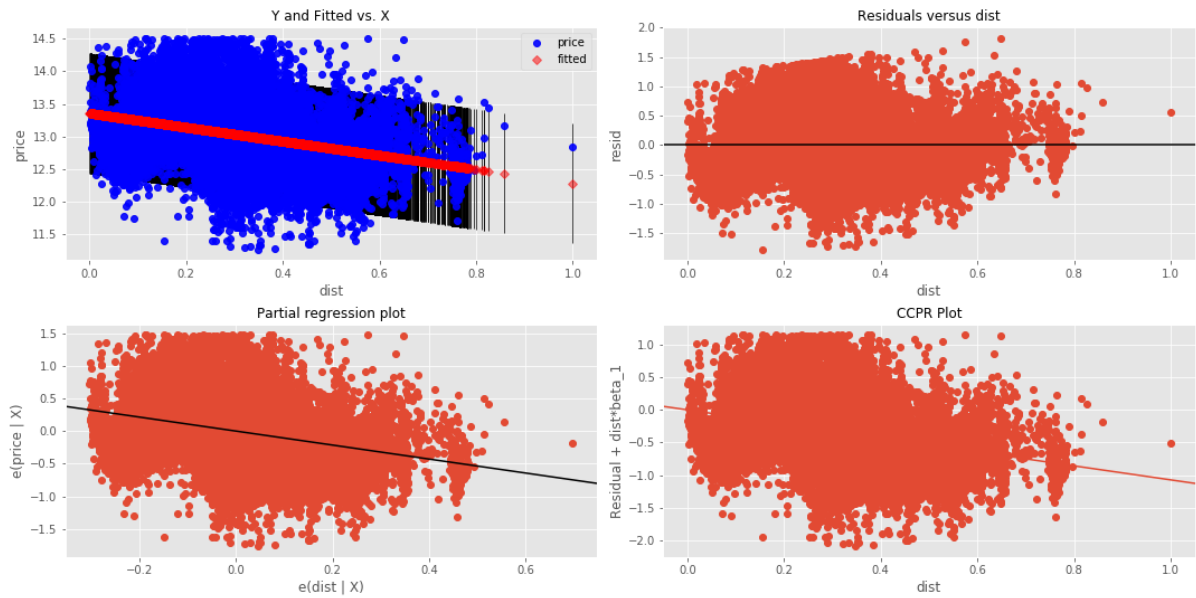 Y and Fitted vs. X
price
fitted
14.5
14.0
13.5
13.0
12.5
12.0
11.5
price
0.0 0.2 0.4 0.6 0.8 1.0
dist
Residuals versus dist
2.0
1.5
1.0
0.5
0.0
−0.5
−1.0
−1.5
resid
0.0 0.2 0.4 0.6 0.8 1.0
dist
Partial regression plot
1.5
1.0
0.5
0.0
−0.5
−1.0
−1.5
e(price | X)
−0.2 0.0 0.2 0.4 0.6
e(dist | X)
CCPR Plot
1.0
0.5
0.0
−0.5
−1.0
−1.5
−2.0
Residual + dist*beta_1
0.0 0.2 0.4 0.6 0.8 1.0
dist